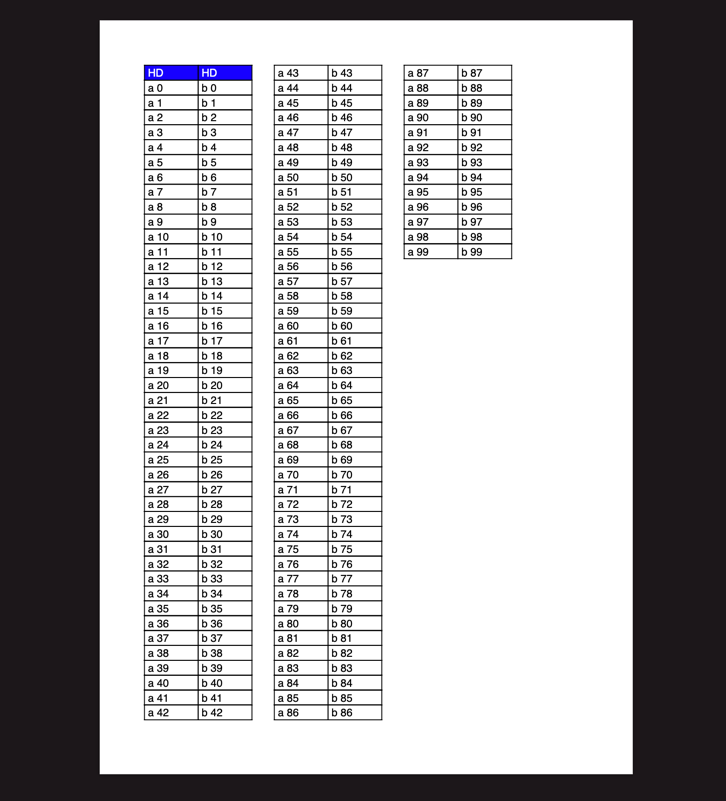 HD HD
a 0 b 0
a 1 b 1
a 2 b 2
a 3 b 3
a 4 b 4
a 5 b 5
a 6 b 6
a 7 b 7
a 8 b 8
a 9 b 9
a 10 b 10
a 11 b 11
a 12 b 12
a 13 b 13
a 14 b 14
a 15 b 15
a 16 b 16
a 17 b 17
a 18 b 18
a 19 b 19
a 20 b 20
a 21 b 21
a 22 b 22
a 23 b 23
a 24 b 24
a 25 b 25
a 26 b 26
a 27 b 27
a 28 b 28
a 29 b 29
a 30 b 30
a 31 b 31
a 32 b 32
a 33 b 33
a 34 b 34
a 35 b 35
a 36 b 36
a 37 b 37
a 38 b 38
a 39 b 39
a 40 b 40
a 41 b 41
a 42 b 42
a 43 b 43
a 44 b 44
a 45 b 45
a 46 b 46
a 47 b 47
a 48 b 48
a 49 b 49
a 50 b 50
a 51 b 51
a 52 b 52
a 53 b 53
a 54 b 54
a 55 b 55
a 56 b 56
a 57 b 57
a 58 b 58
a 59 b 59
a 60 b 60
a 61 b 61
a 62 b 62
a 63 b 63
a 64 b 64
a 65 b 65
a 66 b 66
a 67 b 67
a 68 b 68
a 69 b 69
a 70 b 70
a 71 b 71
a 72 b 72
a 73 b 73
a 74 b 74
a 75 b 75
a 76 b 76
a 77 b 77
a 78 b 78
a 79 b 79
a 80 b 80
a 81 b 81
a 82 b 82
a 83 b 83
a 84 b 84
a 85 b 85
a 86 b 86
a 87 b 87
a 88 b 88
a 89 b 89
a 90 b 90
a 91 b 91
a 92 b 92
a 93 b 93
a 94 b 94
a 95 b 95
a 96 b 96
a 97 b 97
a 98 b 98
a 99 b 99